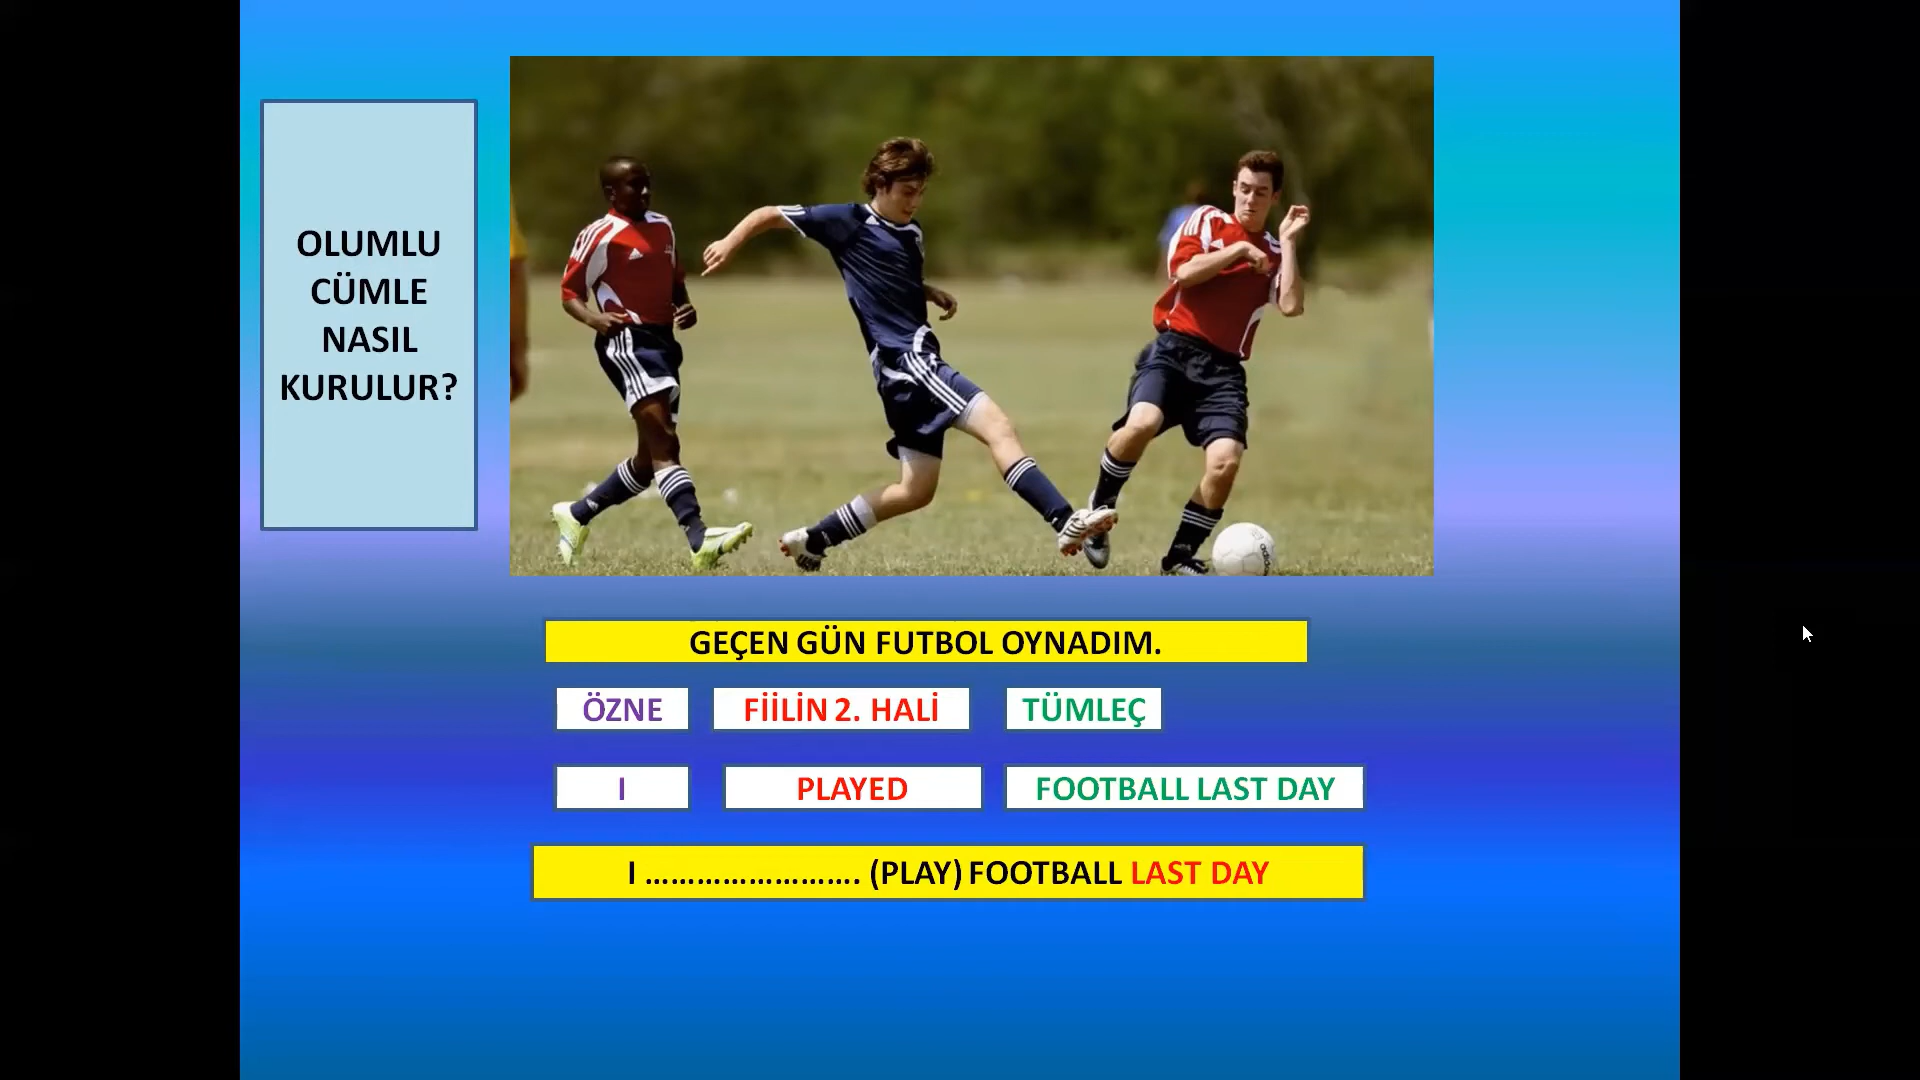 OLUMLU
CÜMLE
NASIL
KURULUR?
GEÇEN GÜN FUTBOL OYNADIM.
ÖZNE FİİLİN 2. HALİ TÜMLEÇ
I PLAYED FOOTBALL LAST DAY
I ……………………. (PLAY) FOOTBALL LAST DAY